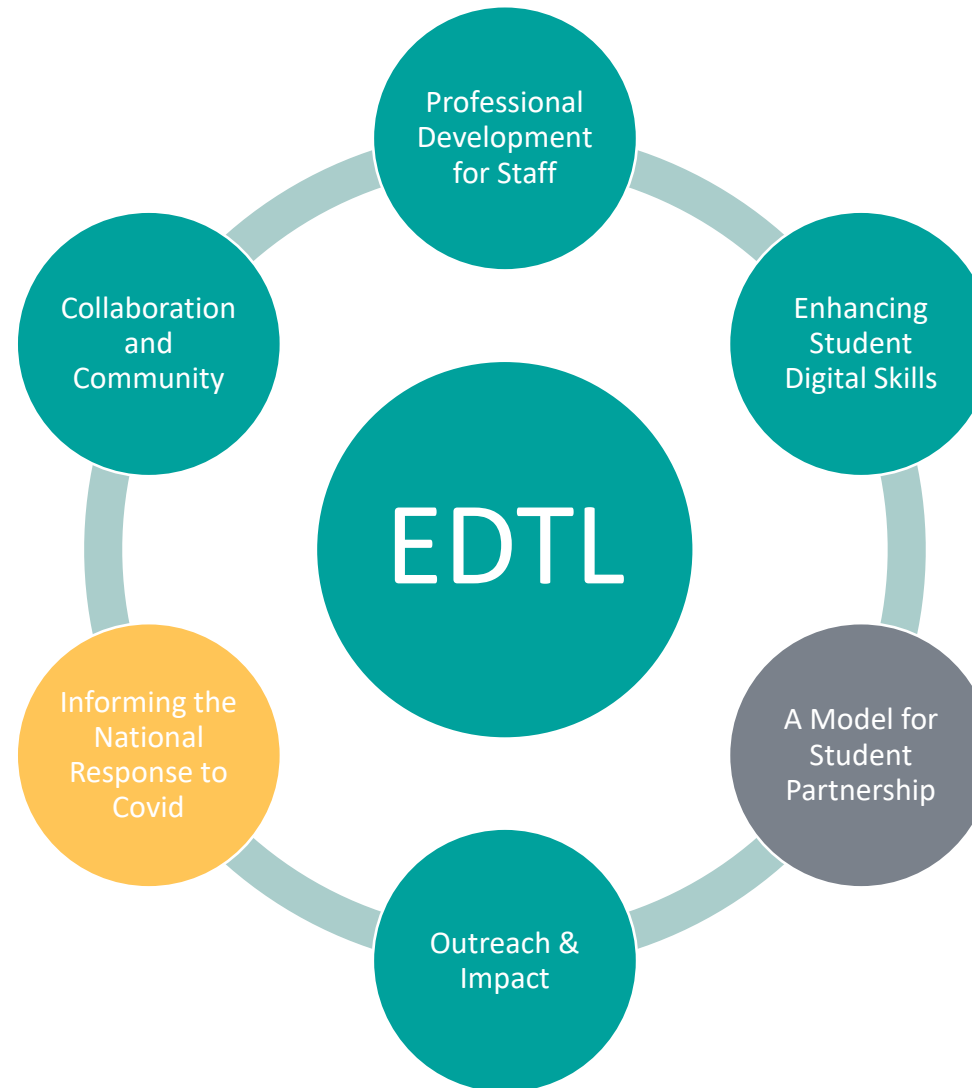 Professional
Development
for Staff
Enhancing
Student
Digital Skills
A Model for
Student
Partnership
Outreach &
Impact
Informing the
National
Response to
Covid
Collaboration
and
Community
EDTL